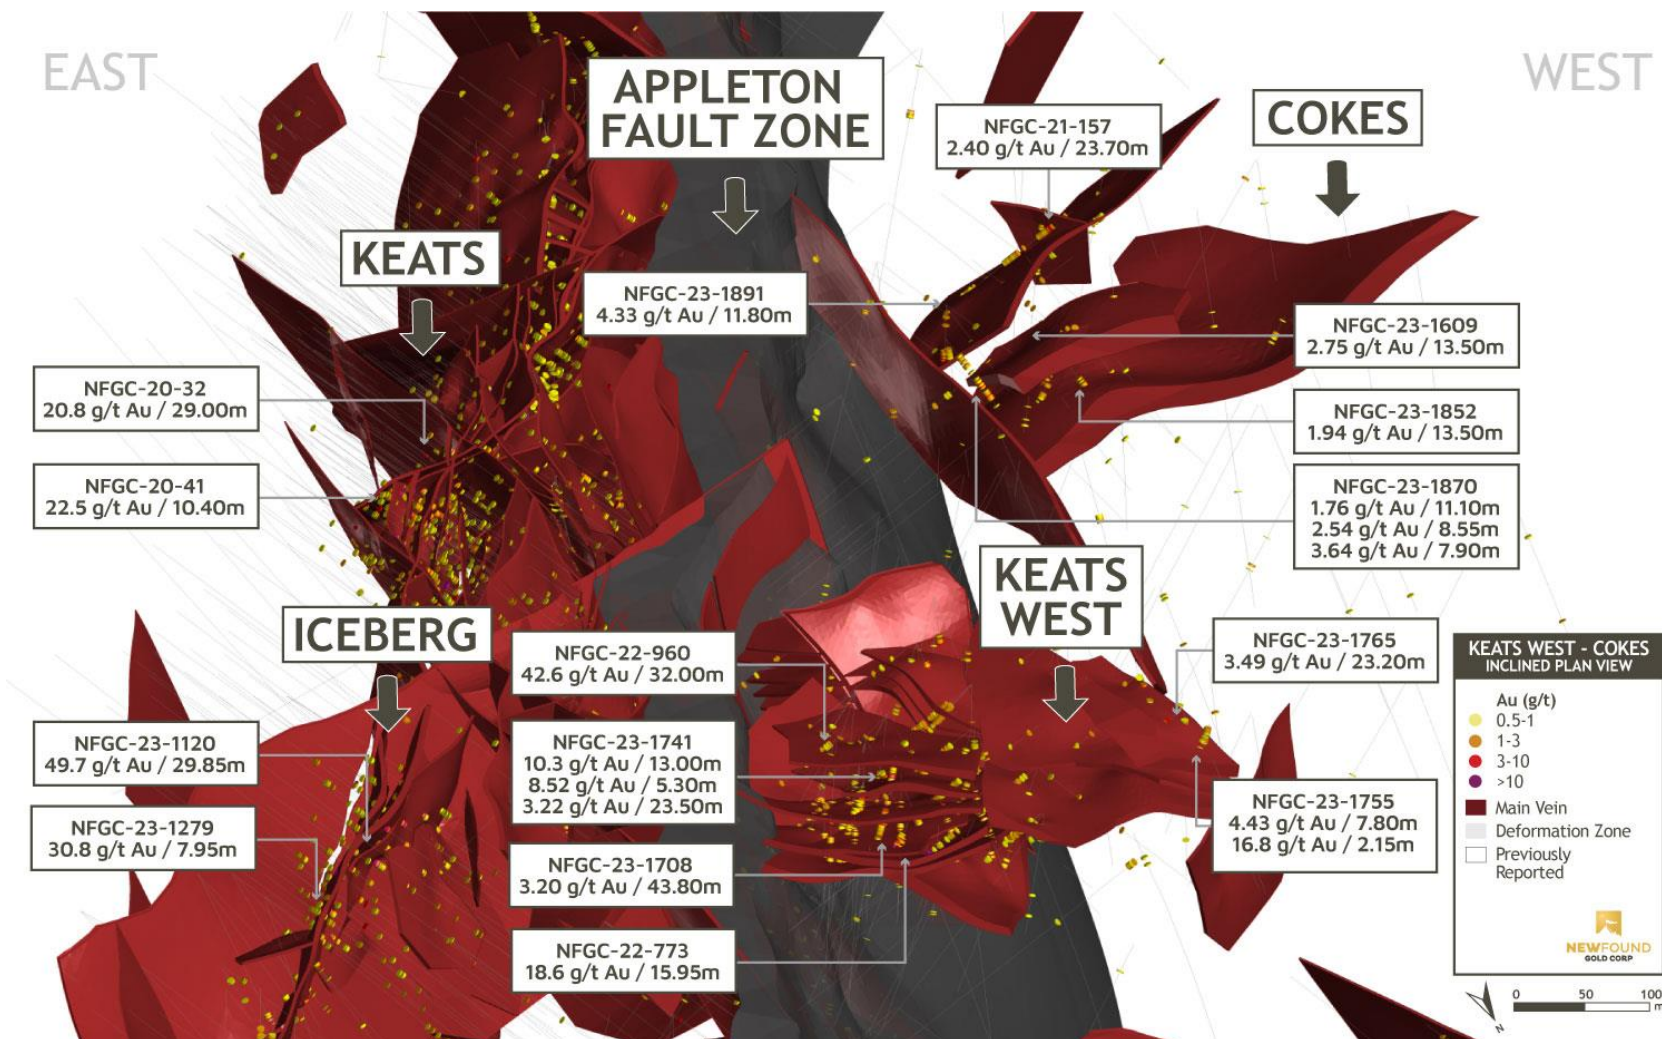 EAST
WEST
APPLETON
FAULT ZONE
COKES
KEATS
NFGC-21-157
2.40 g/t Au / 23.70m
NFGC-23-1891
4.33 g/t Au / 11.80m
NFGC-23-1609
2.75 g/t Au / 13.50m
NFGC-20-32
20.8 g/t Au / 29.00m
NFGC-23-1852
1.94 g/t Au / 13.50m
NFGC-20-41
22.5 g/t Au / 10.40m
NFGC-23-1870
1.76 g/t Au / 11.10m
2.54 g/t Au / 8.55m
3.64 g/t Au / 7.90m
KEATS
WEST
ICEBERG
NFGC-22-960
42.6 g/t Au / 32.00m
NFGC-23-1765
3.49 g/t Au / 23.20m
NFGC-23-1120
49.7 g/t Au / 29.85m
NFGC-23-1741
10.3 g/t Au / 13.00m
8.52 g/t Au / 5.30m
3.22 g/t Au / 23.50m
NFGC-23-1755
4.43 g/t Au / 7.80m
16.8 g/t Au / 2.15m
NFGC-23-1279
30.8 g/t Au / 7.95m
NFGC-23-1708
3.20 g/t Au / 43.80m
NFGC-22-773
18.6 g/t Au / 15.95m
KEATS WEST - COKES
INCLINED PLAN VIEW
Au (g/t)
0.5-1
1-3
3-10
>10
Main Vein
Deformation Zone
Previously
Reported
NEWFOUND
GOLD CORP
N
0 50 100
m